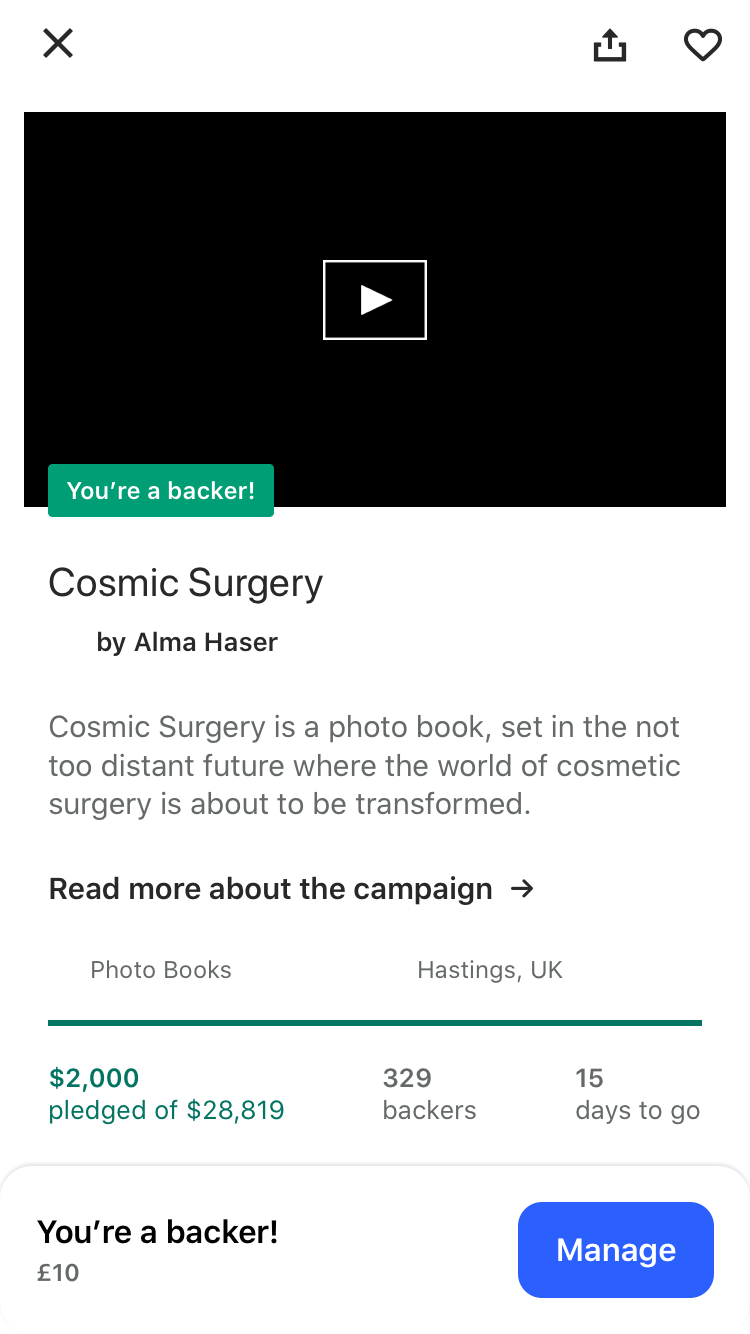 You're a backer!
Cosmic Surgery
by Alma Haser
Cosmic Surgery is a photo book, set in the not
too distant future where the world of cosmetic
surgery is about to be transformed.
Read more about the campaign →
Photo Books
Hastings, UK
$2,000
pledged of $28,819
329
backers
15
days to go
You're a backer!
£10
Manage